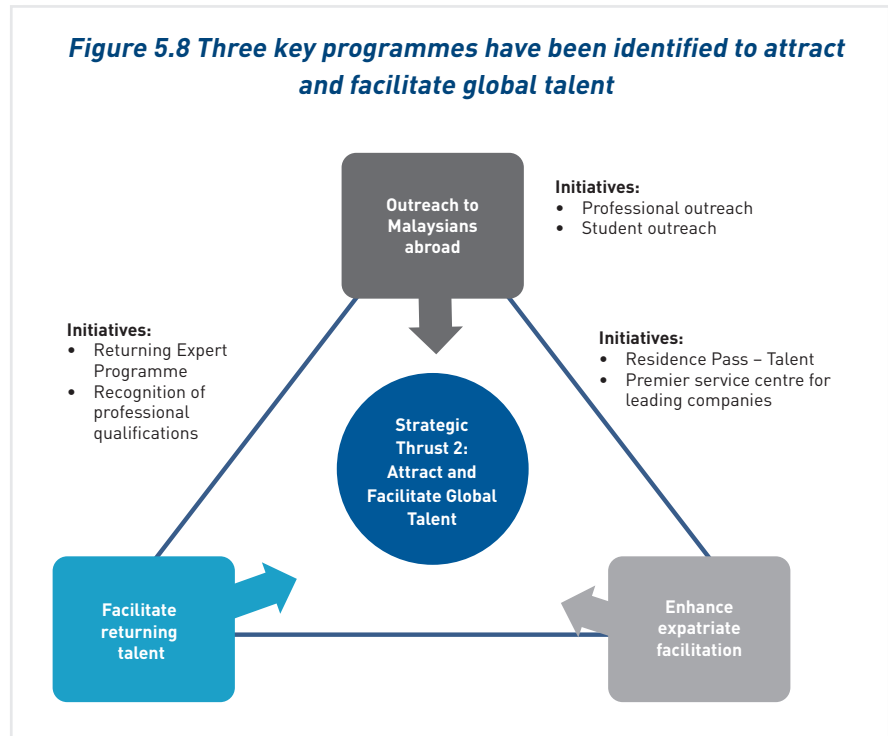 Figure 5.8 Three key programmes have been identified to attract
and facilitate global talent
Outreach to
Malaysians
abroad
Initiatives:
• Professional outreach
• Student outreach
Initiatives:
• Returning Expert
Programme
• Recognition of
professional
qualifications
Initiatives:
• Residence Pass – Talent
• Premier service centre for
leading companies
Strategic
Thrust 2:
Attract and
Facilitate Global
Talent
Facilitate
returning
talent
Enhance
expatriate
facilitation